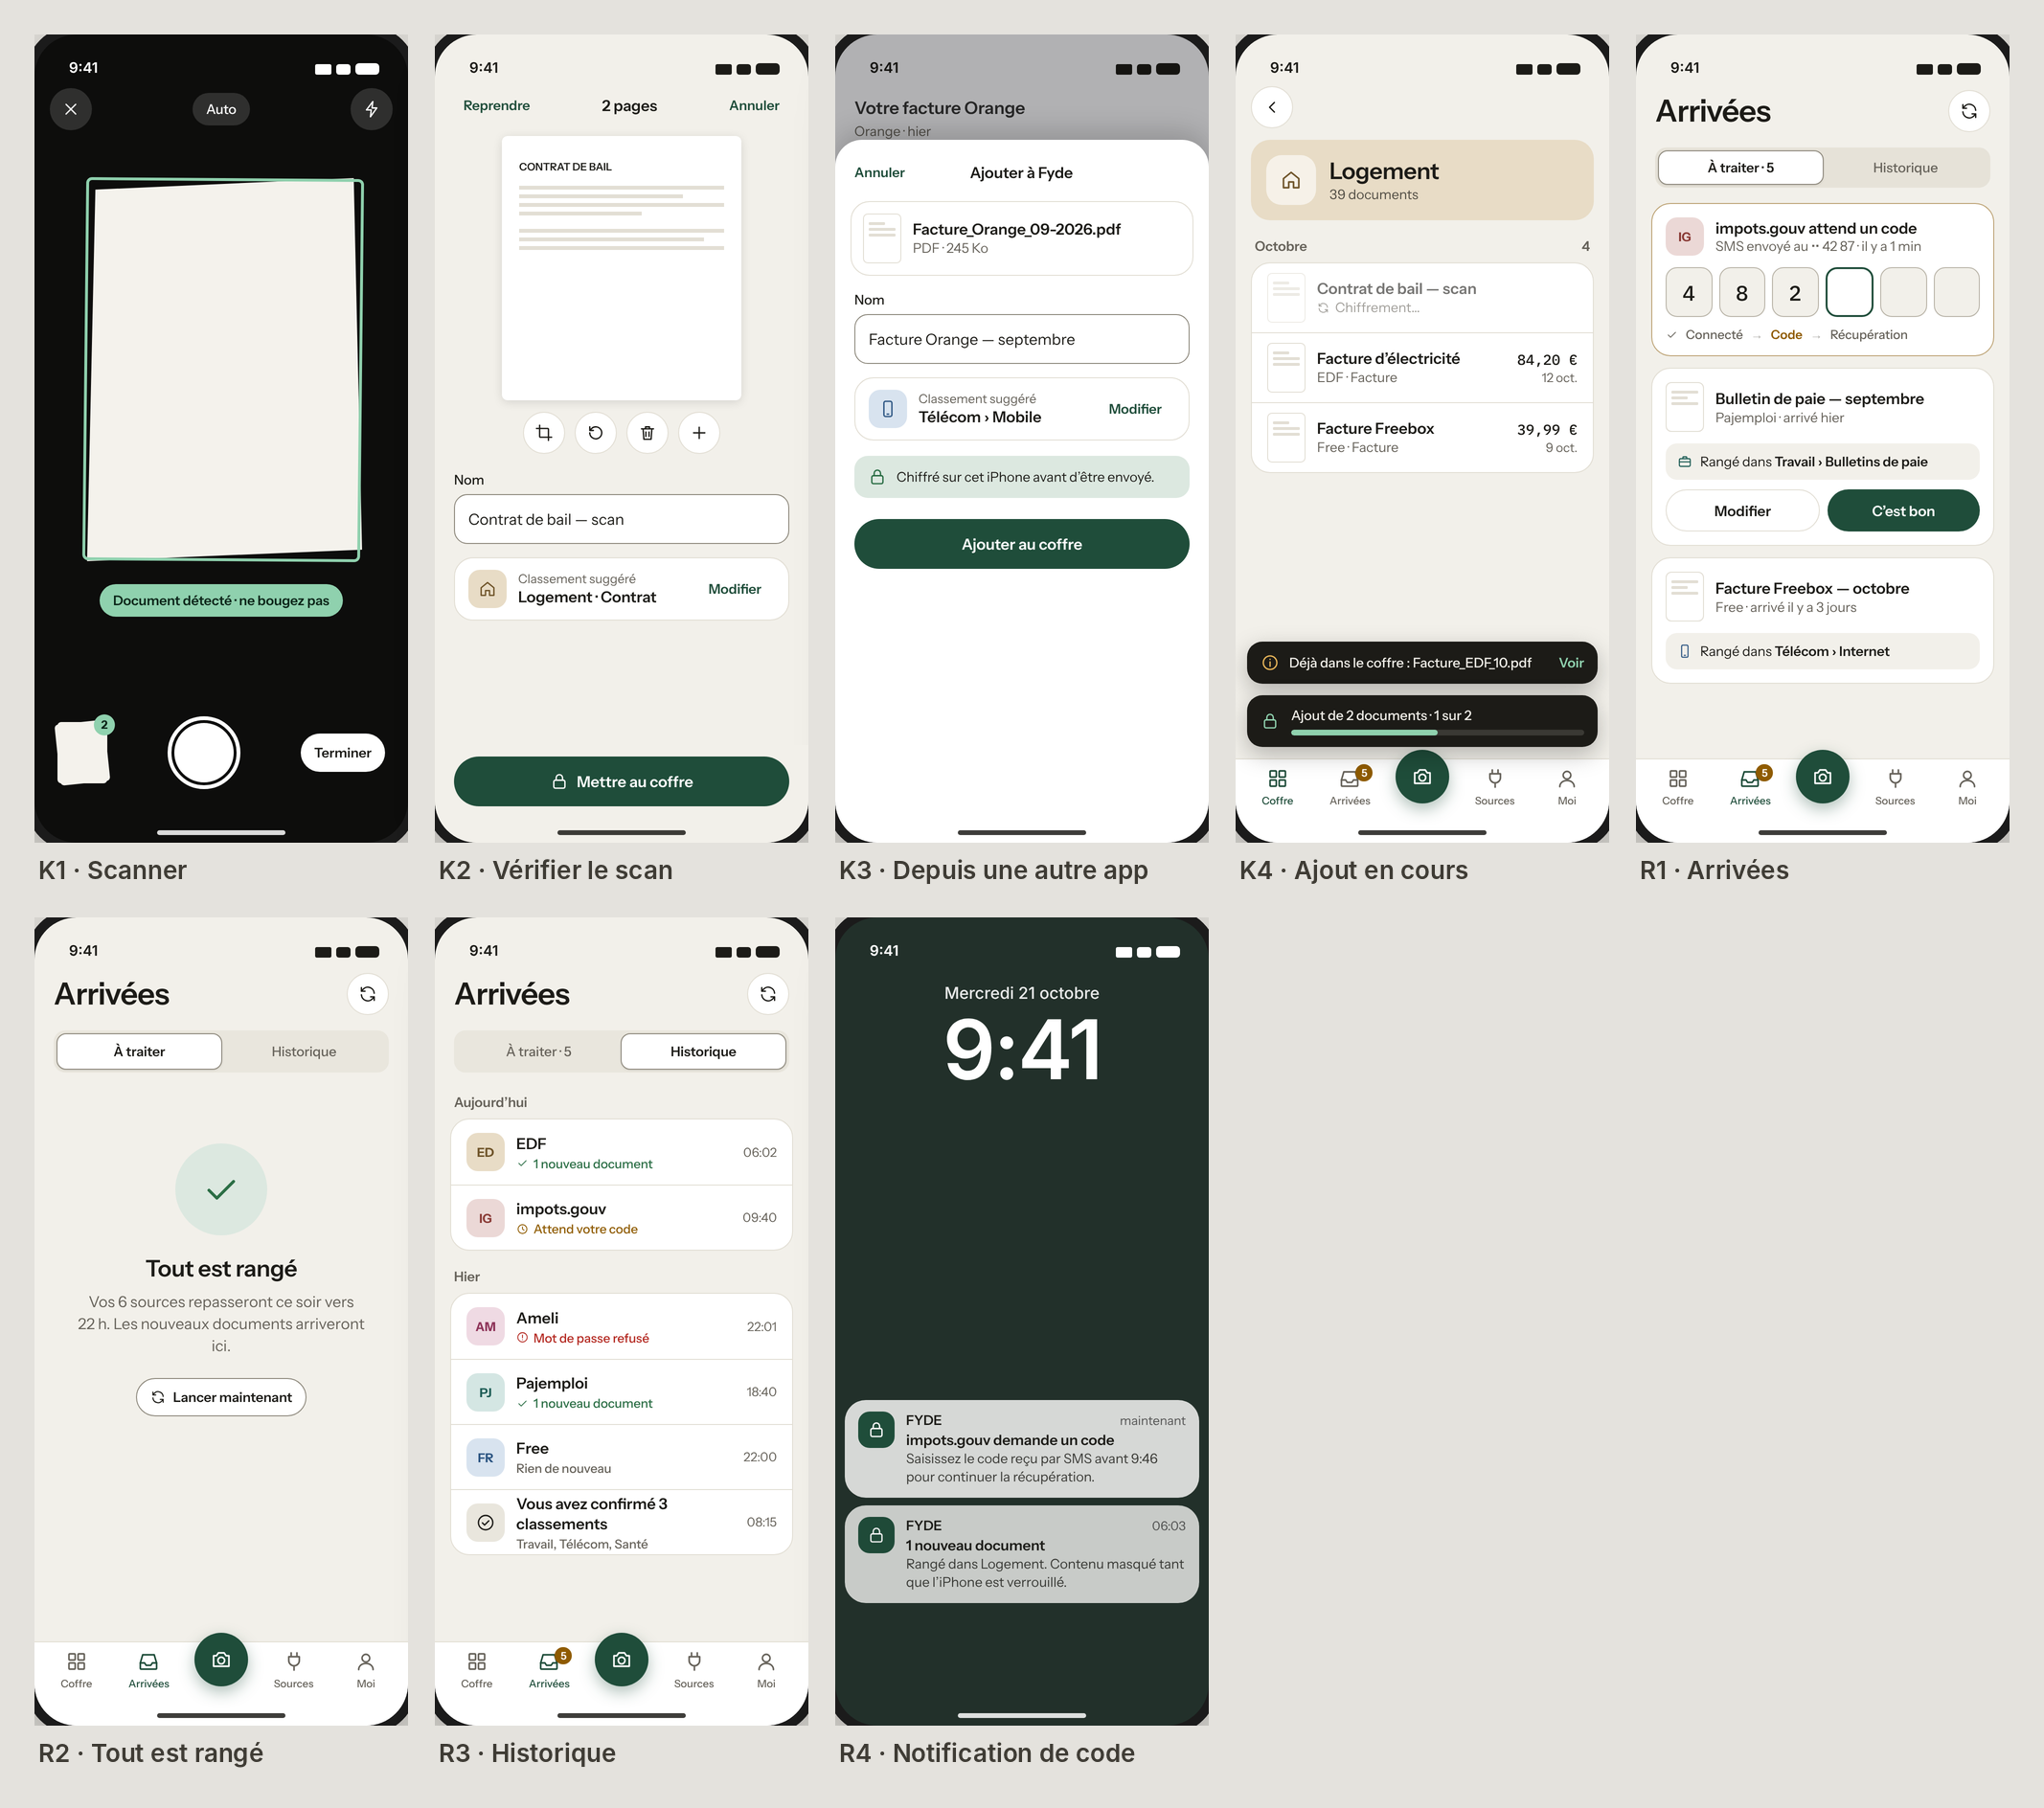 9:41
Auto
Document détecté · ne bougez pas
2
Terminer
K1 · Scanner
9:41
Reprendre
2 pages
Annuler
CONTRAT DE BAIL
Nom
Contrat de bail — scan
Classement suggéré
Logement · Contrat
Modifier
Mettre au coffre
K2 · Vérifier le scan
9:41
Votre facture Orange
Orange · hier
Annuler
Ajouter à Fyde
Facture_Orange_09-2026.pdf
PDF · 245 Ko
Nom
Facture Orange — septembre
Classement suggéré
Télécom › Mobile
Modifier
Chiffré sur cet iPhone avant d’être envoyé.
Ajouter au coffre
K3 · Depuis une autre app
9:41
Logement
39 documents
Octobre
4
Contrat de bail — scan
Chiffrement…
Facture d’électricité
84,20 €
EDF · Facture
12 oct.
Facture Freebox
39,99 €
Free · Facture
9 oct.
Déjà dans le coffre : Facture_EDF_10.pdf
Voir
Ajout de 2 documents · 1 sur 2
Coffre
5
Arrivées
Sources
Moi
K4 · Ajout en cours
9:41
Arrivées
À traiter · 5
Historique
IG
impots.gouv attend un code
SMS envoyé au •• 42 87 · il y a 1 min
4 8 2
Connecté → Code → Récupération
Bulletin de paie — septembre
Pajemploi · arrivé hier
Rangé dans Travail › Bulletins de paie
Modifier
C’est bon
Facture Freebox — octobre
Free · arrivé il y a 3 jours
Rangé dans Télécom › Internet
Coffre
5
Arrivées
Sources
Moi
R1 · Arrivées
9:41
Arrivées
À traiter
Historique
Tout est rangé
Vos 6 sources repasseront ce soir vers
22 h. Les nouveaux documents arriveront
ici.
Lancer maintenant
Coffre
Arrivées
Sources
Moi
R2 · Tout est rangé
9:41
Arrivées
À traiter · 5
Historique
Aujourd’hui
ED
EDF
1 nouveau document
06:02
IG
impots.gouv
Attend votre code
09:40
Hier
AM
Ameli
Mot de passe refusé
22:01
PJ
Pajemploi
1 nouveau document
18:40
FR
Free
Rien de nouveau
22:00
Vous avez confirmé 3
classements
Travail, Télécom, Santé
08:15
Coffre
5
Arrivées
Sources
Moi
R3 · Historique
9:41
Mercredi 21 octobre
9:41
FYDE
maintenant
impots.gouv demande un code
Saisissez le code reçu par SMS avant 9:46
pour continuer la récupération.
FYDE
06:03
1 nouveau document
Rangé dans Logement. Contenu masqué tant
que l’iPhone est verrouillé.
R4 · Notification de code